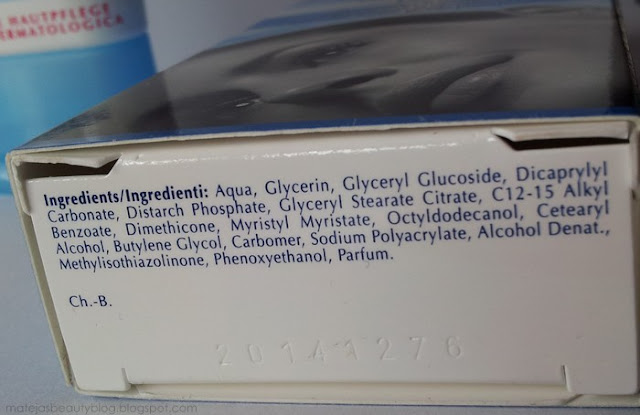 HAUTPFLEGE
DERMATOLOGICA
Ingredients/Ingredienti: Aqua, Glycerin, Glyceryl Glucoside, Dicaprylyl
Carbonate, Distarch Phosphate, Glyceryl Stearate Citrate, C12-15 Alkyl
Benzoate, Dimethicone, Myristyl Myristate, Octyldodecanol, Cetearyl
Alcohol, Butylene Glycol, Carbomer, Sodium Polyacrylate, Alcohol Denat.,
Methylisothiazolinone, Phenoxyethanol, Parfum.
Ch.-B.
20141276
matejasbeautyblog.blogspot.com